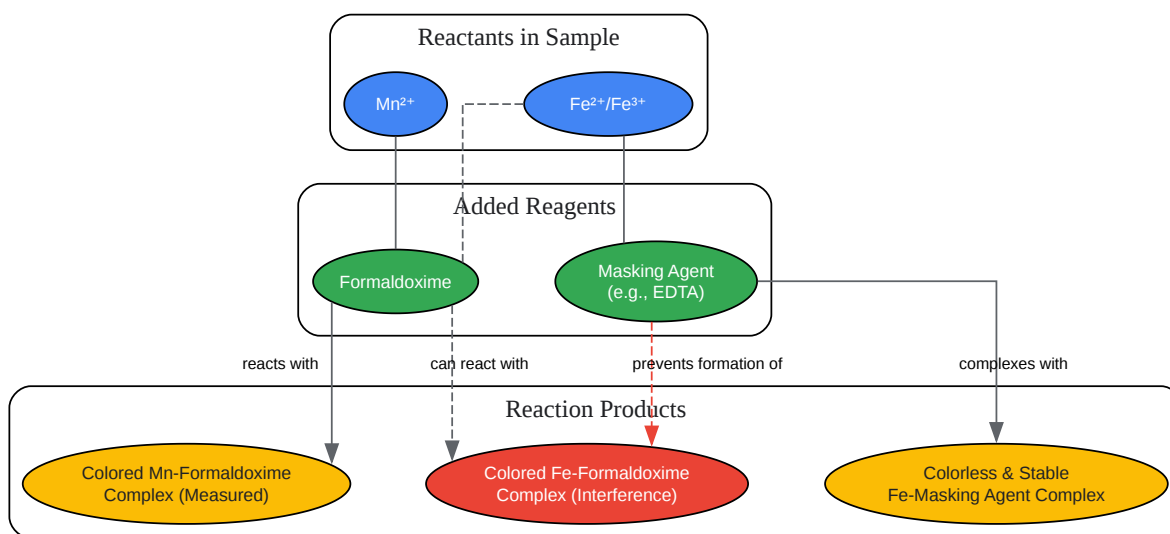 Reactants in Sample
Mn²⁺
Fe²⁺/Fe³⁺
Added Reagents
Formaldoxime
Masking Agent
(e.g., EDTA)
reacts with
can react with
prevents formation of
complexes with
Reaction Products
Colored Mn-Formaldoxime
Complex (Measured)
Colored Fe-Formaldoxime
Complex (Interference)
Colorless & Stable
Fe-Masking Agent Complex